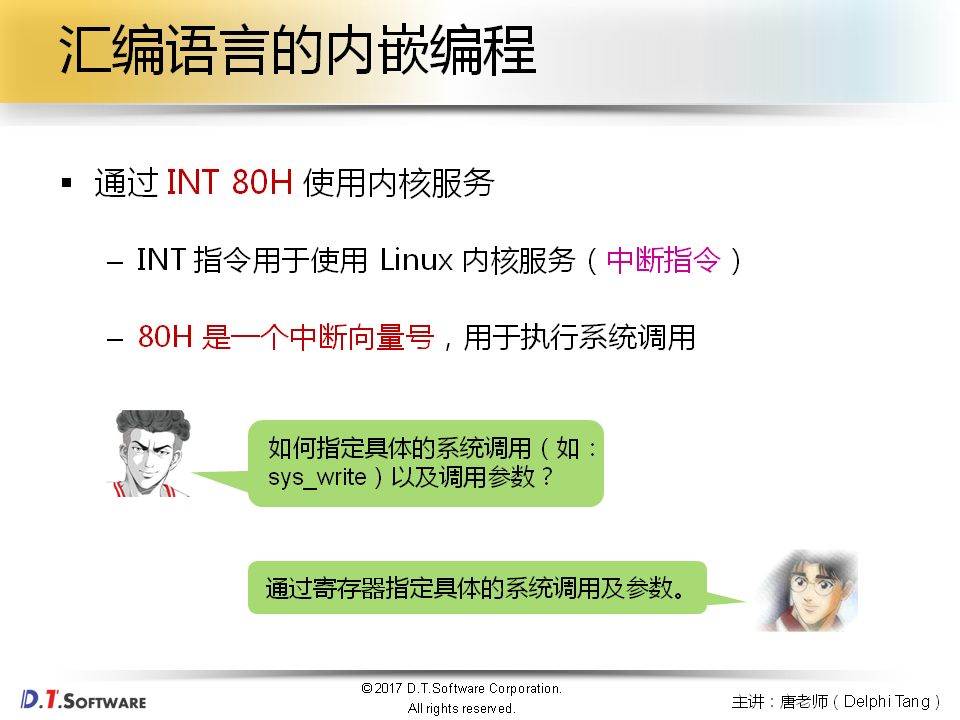 汇编语言的内嵌编程
▪ 通过 INT 80H 使用内核服务
– INT 指令用于使用 Linux 内核服务（中断指令）
– 80H 是一个中断向量号，用于执行系统调用
如何指定具体的系统调用（如：
sys_write）以及调用参数？
通过寄存器指定具体的系统调用及参数。
D.T.SOFTWARE
©2017 D.T.Software Corporation.
All rights reserved.
主讲：唐老师（Delphi Tang）